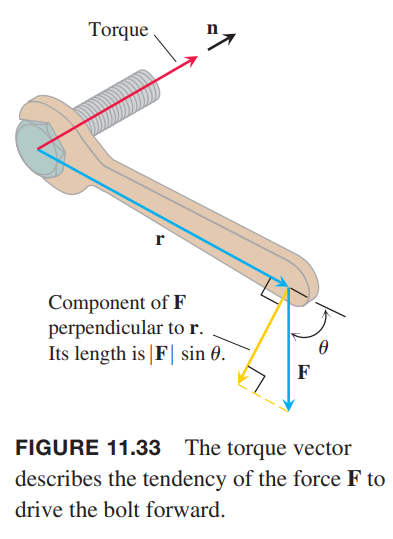 Torque
n
r
Component of F
perpendicular to r.
Its length is |F| sin θ.
θ
F
FIGURE 11.33 The torque vector
describes the tendency of the force F to
drive the bolt forward.